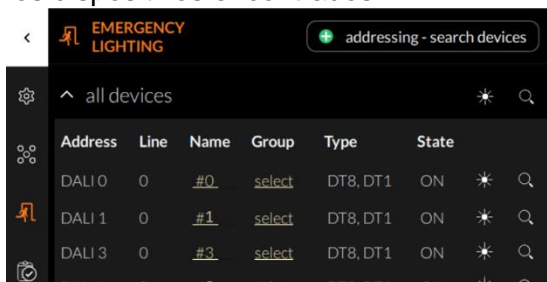 EMERGENCY
LIGHTING
addressing - search devices
all devices
Address Line Name Group Type State
DALI 0 0 #0 select DT8, DT1 ON
DALI 1 0 #1 select DT8, DT1 ON
DALI 3 0 #3 select DT8, DT1 ON